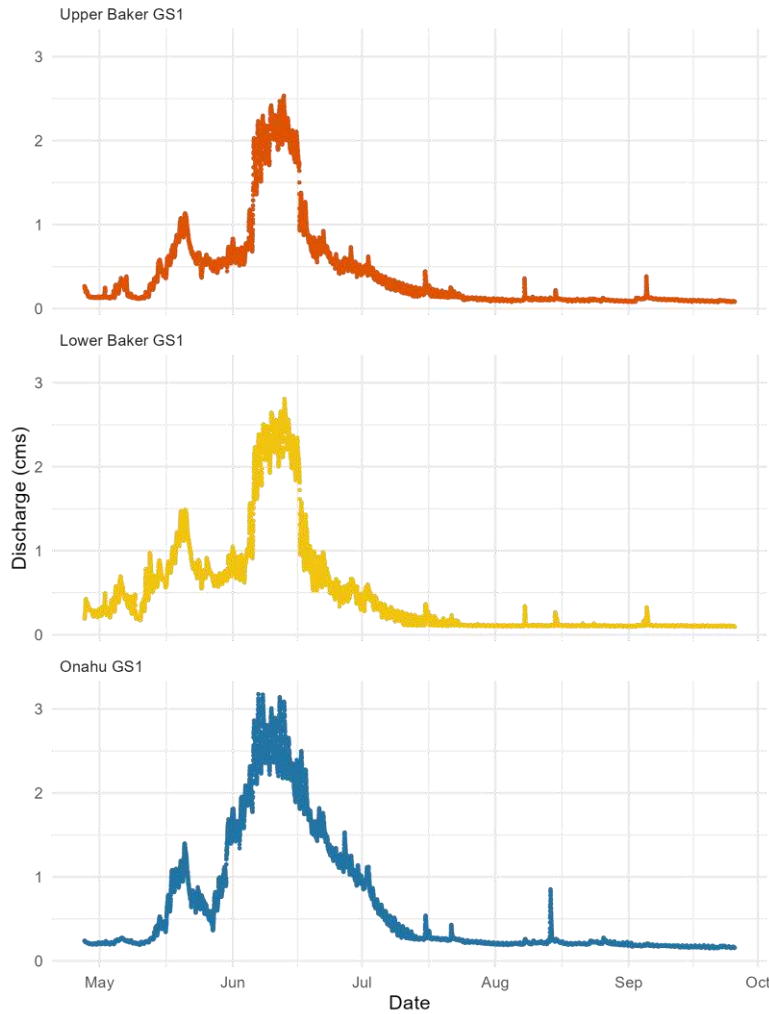 Upper Baker GS1
3
2
1
0
Lower Baker GS1
3
2
1
0
Discharge (cms)
Onahu GS1
3
2
1
0
May Jun Jul Aug Sep Oct
Date